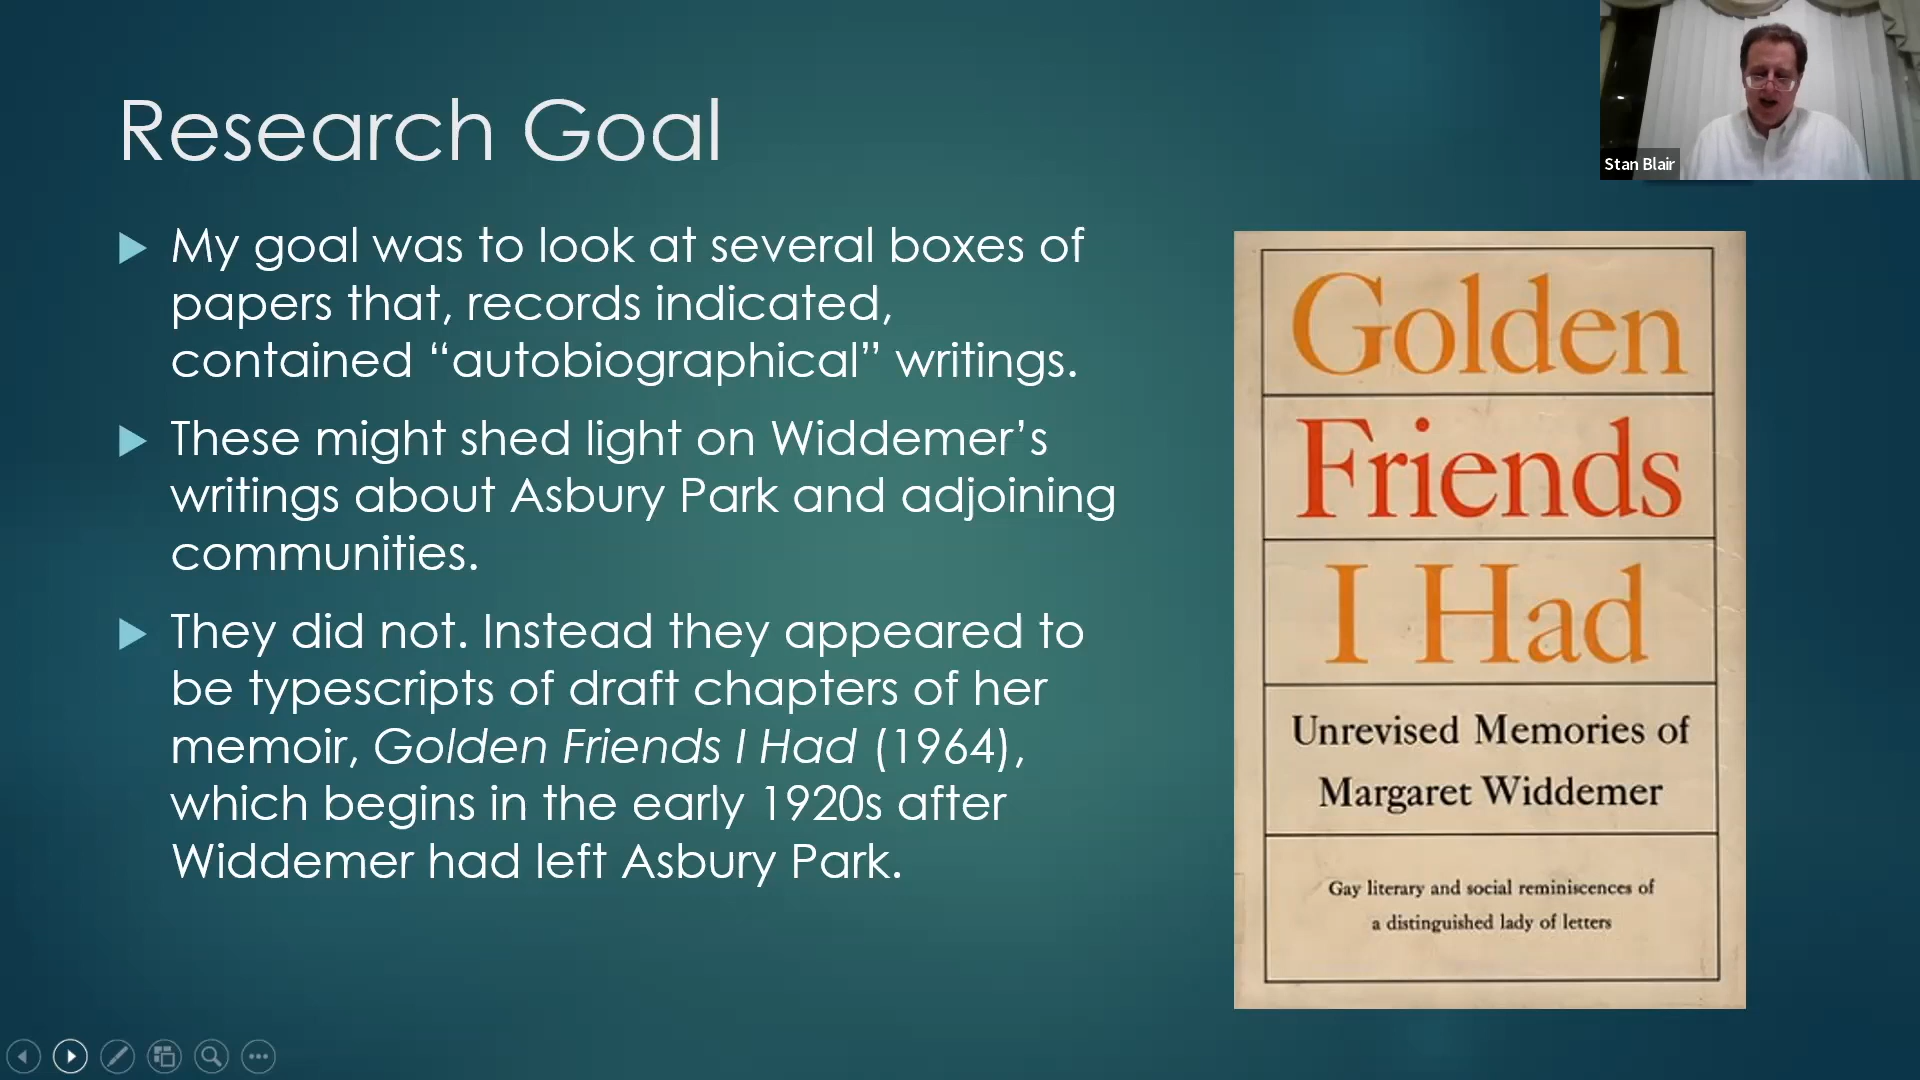 Research Goal
My goal was to look at several boxes of
papers that, records indicated,
contained “autobiographical” writings.
These might shed light on Widdemer’s
writings about Asbury Park and adjoining
communities.
They did not. Instead they appeared to
be typescripts of draft chapters of her
memoir, Golden Friends I Had (1964),
which begins in the early 1920s after
Widdemer had left Asbury Park.
Stan Blair
Golden
Friends
I Had
Unrevised Memories of
Margaret Widdemer
Gay literary and social reminiscences of
a distinguished lady of letters